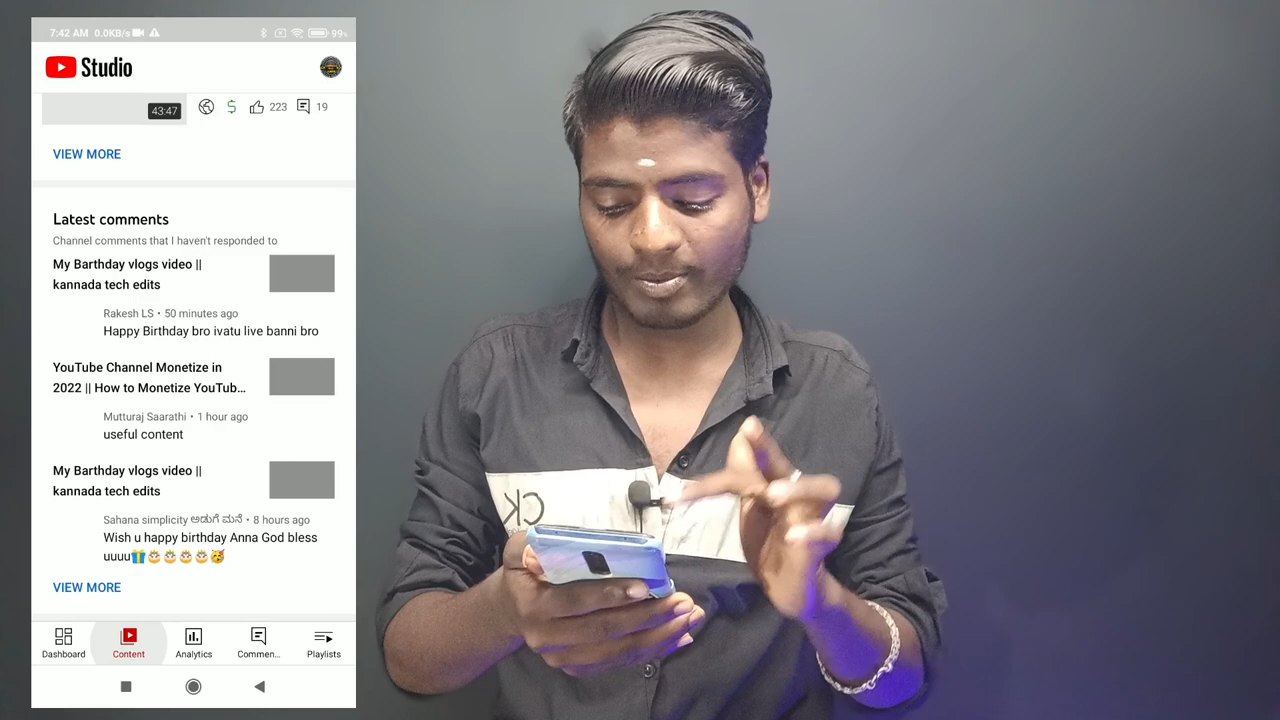 7:42 AM 0.0KB/s
99%
Studio
43:47
223
19
VIEW MORE
Latest comments
Channel comments that I haven't responded to
My Barthday vlogs video ||
kannada tech edits
Rakesh LS • 50 minutes ago
Happy Birthday bro ivatu live banni bro
YouTube Channel Monetize in
2022 || How to Monetize YouTub...
Mutturaj Saarathi • 1 hour ago
useful content
My Barthday vlogs video ||
kannada tech edits
Sahana simplicity ಅಡುಗೆ ಮನೆ • 8 hours ago
Wish u happy birthday Anna God bless
uuuu🎁🎂🎂🎂🎂🥳
VIEW MORE
Dashboard
Content
Analytics
Commen...
Playlists
CK